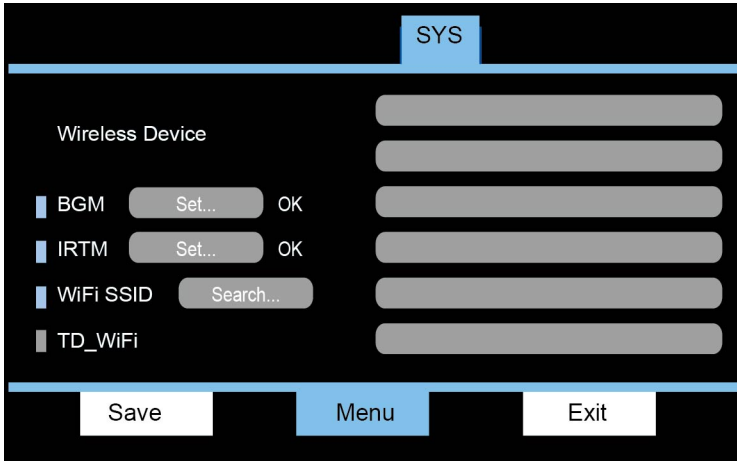 SYS
Wireless Device
BGM Set... OK
IRTM Set... OK
WiFi SSID Search...
TD_WiFi
Save Menu Exit